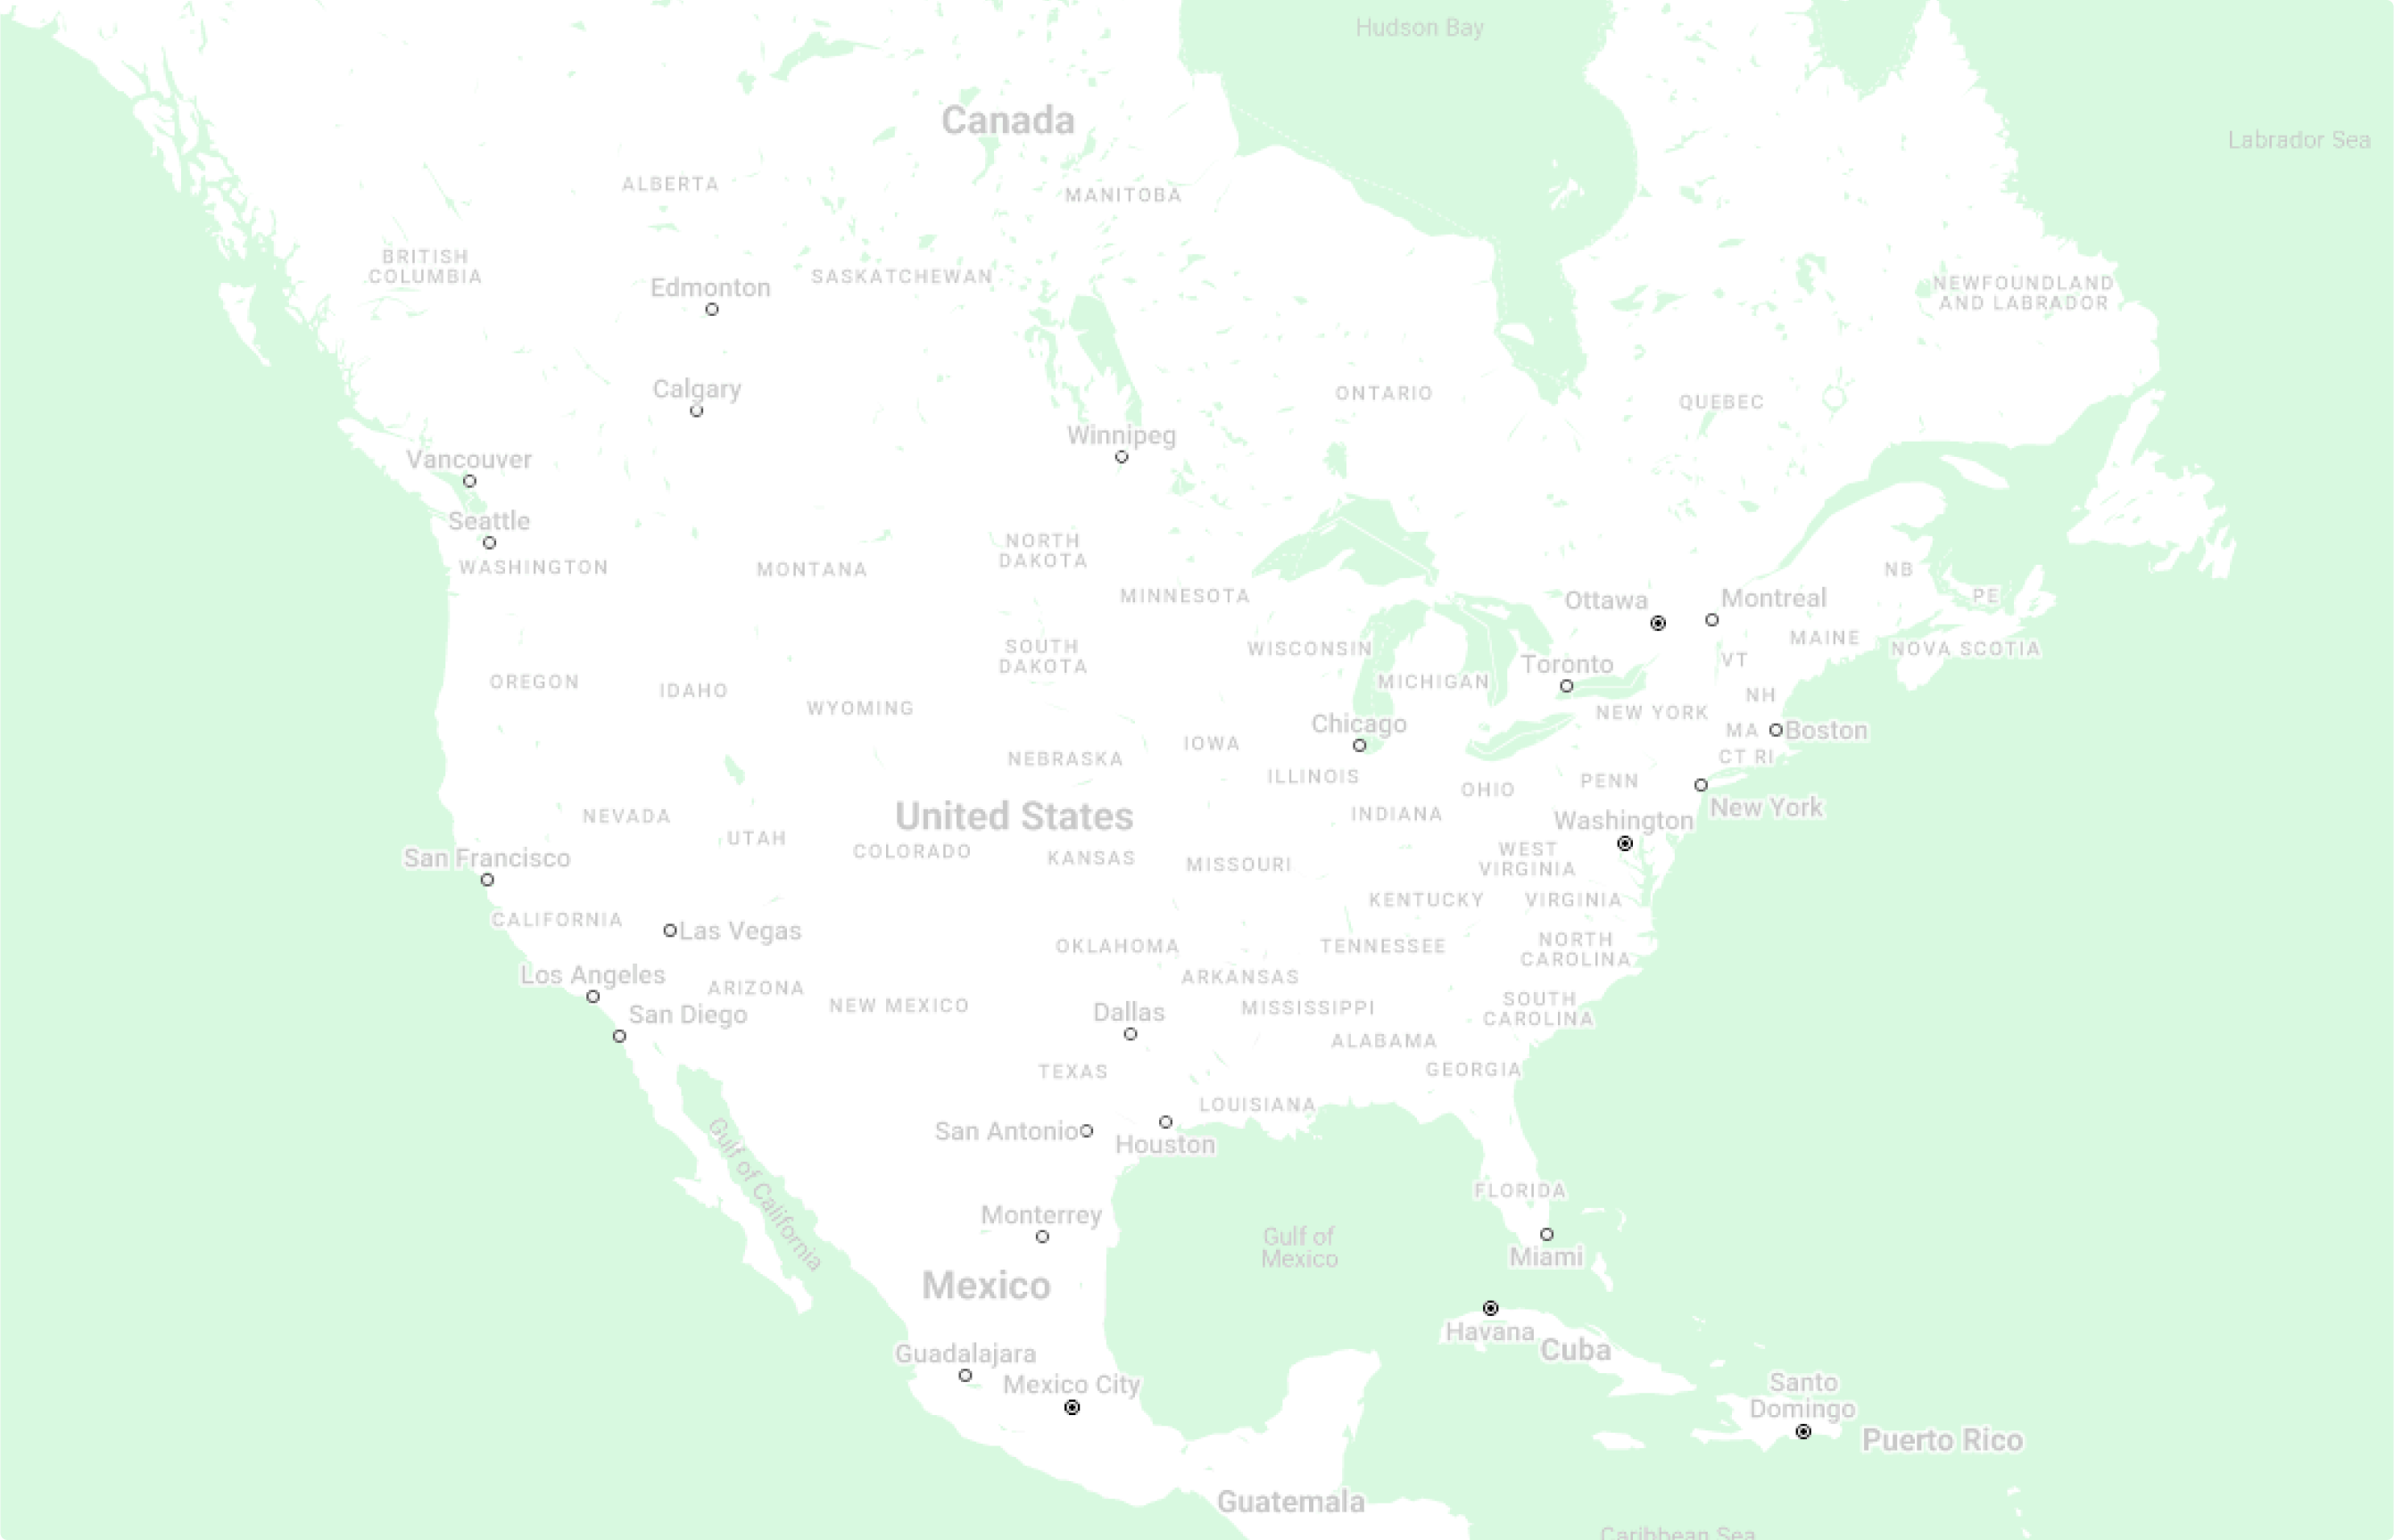 Hudson Bay
Canada
Labrador Sea
ALBERTA
MANITOBA
BRITISH
COLUMBIA
SASKATCHEWAN
Edmonton
NEWFOUNDLAND
AND LABRADOR
Calgary
ONTARIO
QUEBEC
Winnipeg
Vancouver
Seattle
WASHINGTON
MONTANA
NORTH
DAKOTA
MINNESOTA
Ottawa
Montreal
NB
PE
MAINE
NOVA SCOTIA
SOUTH
DAKOTA
WISCONSIN
Toronto
VT
OREGON
IDAHO
MICHIGAN
NH
WYOMING
NEW YORK
Chicago
MA
Boston
IOWA
NEBRASKA
CT RI
ILLINOIS
OHIO
PENN
NEVADA
United States
INDIANA
Washington
New York
UTAH
COLORADO
KANSAS
MISSOURI
WEST
VIRGINIA
San Francisco
KENTUCKY
VIRGINIA
CALIFORNIA
Las Vegas
OKLAHOMA
TENNESSEE
NORTH
CAROLINA
Los Angeles
ARIZONA
ARKANSAS
NEW MEXICO
San Diego
Dallas
MISSISSIPPI
SOUTH
CAROLINA
ALABAMA
TEXAS
GEORGIA
LOUISIANA
San Antonio
Houston
Gulf of California
FLORIDA
Monterrey
Gulf of
Mexico
Miami
Mexico
Havana
Cuba
Guadalajara
Mexico City
Santo
Domingo
Puerto Rico
Guatemala
Caribbean Sea